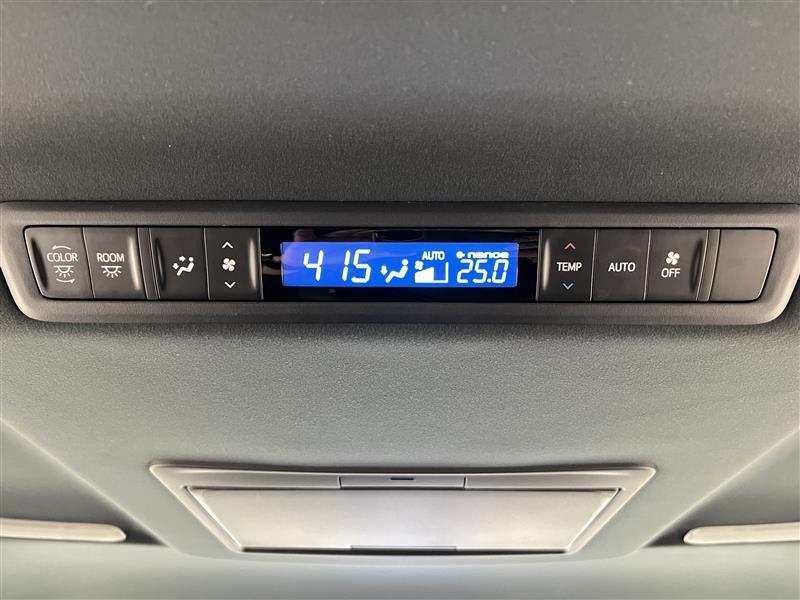 COLOR
ROOM
4 15
AUTO
nanoe
25.0
TEMP
AUTO
OFF